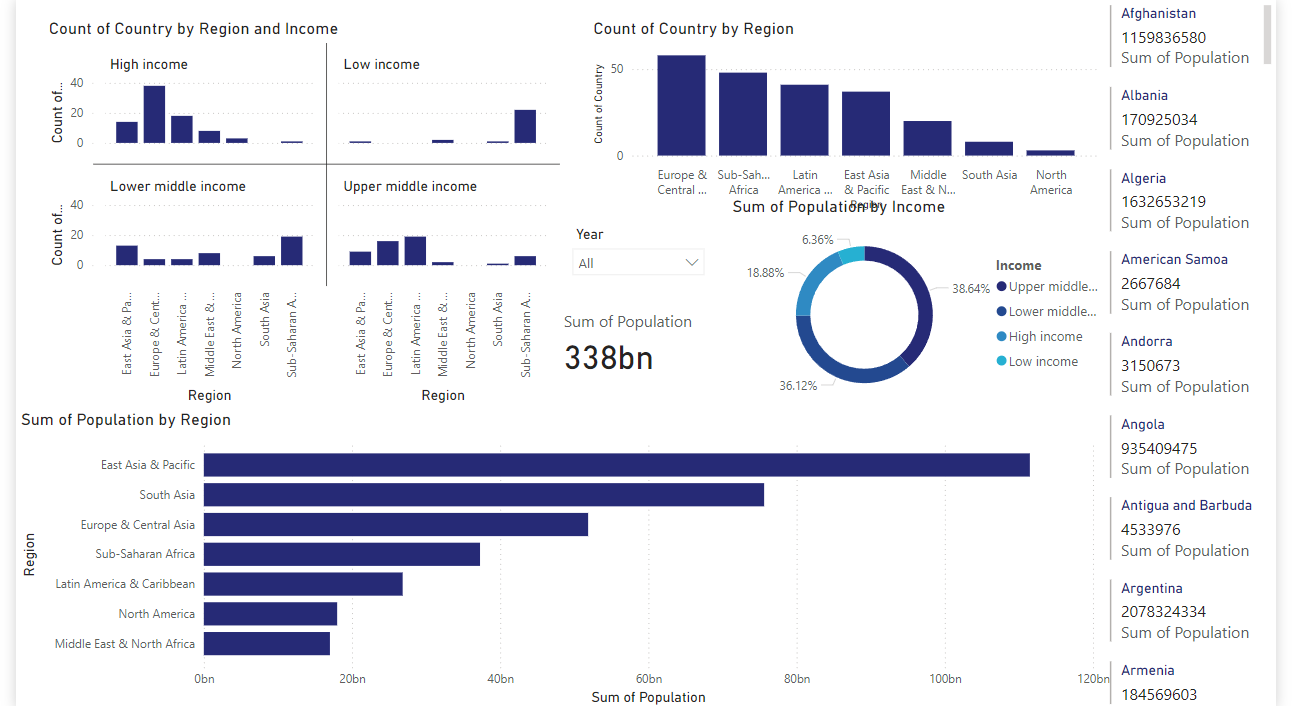 Count of Country by Region and Income
High income
Low income
Count of...
40
20
0
Lower middle income
Upper middle income
Count of...
40
20
0
East Asia & Pa...
Europe & Cent...
Latin America ...
Middle East & ...
North America
South Asia
Sub-Saharan A...
East Asia & Pa...
Europe & Cent...
Latin America ...
Middle East & ...
North America
South Asia
Sub-Saharan A...
Region
Region
Count of Country by Region
Count of Country
50
0
Europe & Central ...
Sub-Sah... Africa
Latin America ...
East Asia & Pacific
Middle East & N...
South Asia
North America
Region
Year
All
Sum of Population
338bn
Sum of Population by Income
6.36%
18.88%
38.64%
36.12%
Income
Upper middle...
Lower middle...
High income
Low income
Sum of Population by Region
Region
East Asia & Pacific
South Asia
Europe & Central Asia
Sub-Saharan Africa
Latin America & Caribbean
North America
Middle East & North Africa
0bn
20bn
40bn
60bn
80bn
100bn
120bn
Sum of Population
Afghanistan
1159836580
Sum of Population
Albania
170925034
Sum of Population
Algeria
1632653219
Sum of Population
American Samoa
2667684
Sum of Population
Andorra
3150673
Sum of Population
Angola
935409475
Sum of Population
Antigua and Barbuda
4533976
Sum of Population
Argentina
2078324334
Sum of Population
Armenia
184569603